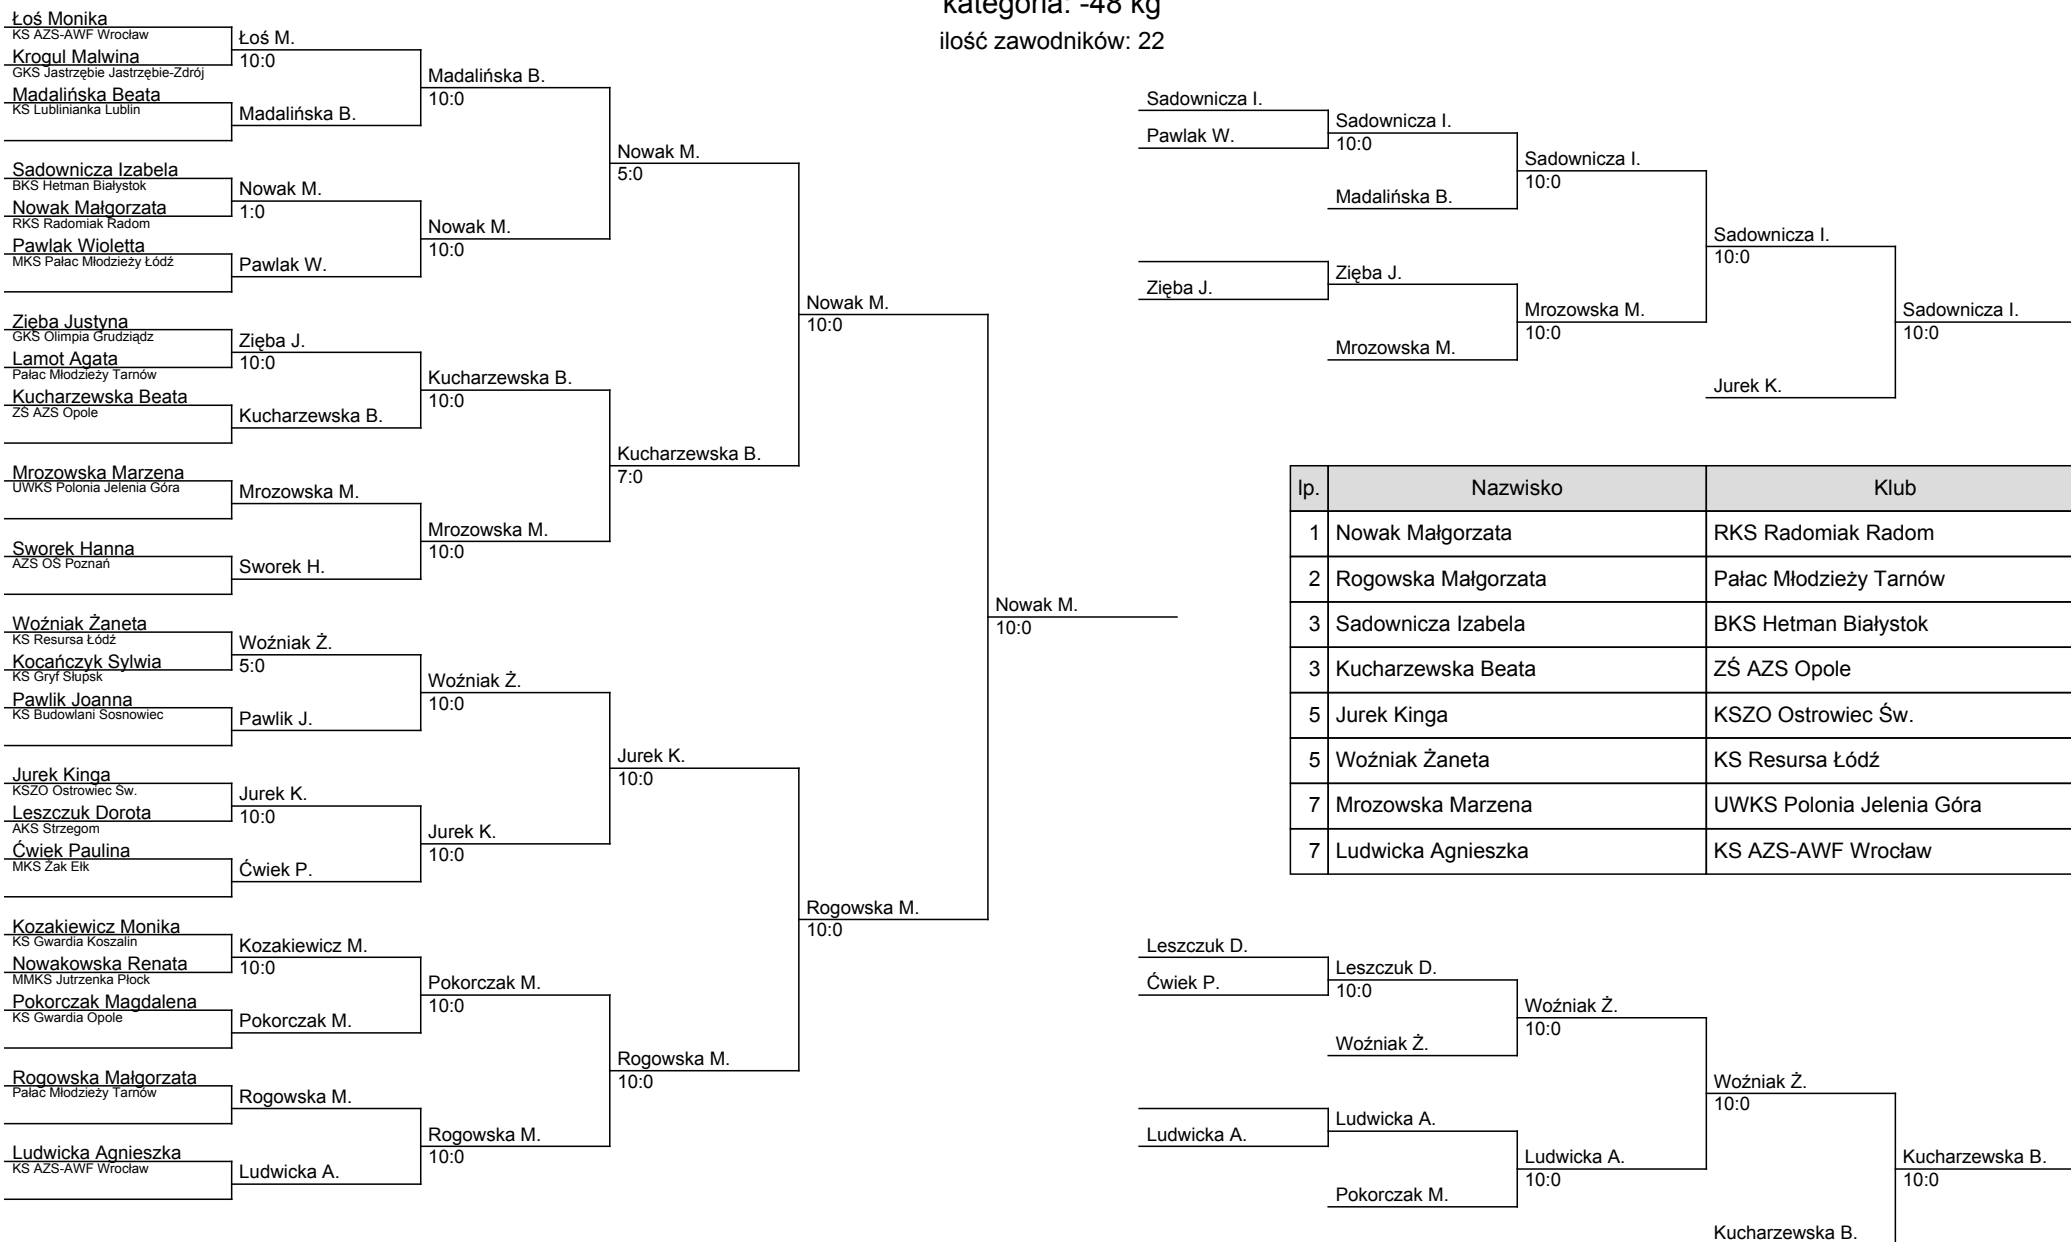 kategoria: -48 kg
ilość zawodników: 22
Łoś Monika
KS AZS-AWF Wrocław
Krogul Malwina
GKS Jastrzębie Jastrzębie-Zdrój
Madalińska Beata
KS Lublinianka Lublin
Sadownicza Izabela
BKS Hetman Białystok
Nowak Małgorzata
RKS Radomiak Radom
Pawlak Wioletta
MKS Pałac Młodzieży Łódź
Zięba Justyna
GKS Olimpia Grudziądz
Lamot Agata
Pałac Młodzieży Tarnów
Kucharzewska Beata
ZŚ AZS Opole
Mrozowska Marzena
UWKS Polonia Jelenia Góra
Sworek Hanna
AZS OŚ Poznań
Woźniak Żaneta
KS Resursa Łódź
Kocańczyk Sylwia
KS Gryf Słupsk
Pawlik Joanna
KS Budowlani Sosnowiec
Jurek Kinga
KSZO Ostrowiec Św.
Leszczuk Dorota
AKS Strzegom
Ćwiek Paulina
MKS Żak Ełk
Kozakiewicz Monika
KS Gwardia Koszalin
Nowakowska Renata
MMKS Jutrzenka Płock
Pokorczak Magdalena
KS Gwardia Opole
Rogowska Małgorzata
Pałac Młodzieży Tarnów
Ludwicka Agnieszka
KS AZS-AWF Wrocław
Łoś M.
10:0
Madalińska B.
Nowak M.
1:0
Pawlak W.
Zięba J.
10:0
Kucharzewska B.
Mrozowska M.
Sworek H.
Woźniak Ż.
5:0
Pawlik J.
Jurek K.
10:0
Ćwiek P.
Kozakiewicz M.
10:0
Pokorczak M.
Rogowska M.
Ludwicka A.
Madalińska B.
10:0
Nowak M.
10:0
Kucharzewska B.
10:0
Mrozowska M.
10:0
Woźniak Ż.
10:0
Jurek K.
10:0
Pokorczak M.
10:0
Rogowska M.
10:0
Nowak M.
5:0
Kucharzewska B.
7:0
Jurek K.
10:0
Rogowska M.
10:0
Nowak M.
10:0
Rogowska M.
10:0
Nowak M.
10:0
Sadownicza I.
Pawlak W.
Zięba J.
Sadownicza I.
10:0
Madalińska B.
Zięba J.
Mrozowska M.
Sadownicza I.
10:0
Mrozowska M.
10:0
Sadownicza I.
10:0
Jurek K.
Sadownicza I.
10:0
lp. Nazwisko Klub
1 Nowak Małgorzata RKS Radomiak Radom
2 Rogowska Małgorzata Pałac Młodzieży Tarnów
3 Sadownicza Izabela BKS Hetman Białystok
3 Kucharzewska Beata ZŚ AZS Opole
5 Jurek Kinga KSZO Ostrowiec Św.
5 Woźniak Żaneta KS Resursa Łódź
7 Mrozowska Marzena UWKS Polonia Jelenia Góra
7 Ludwicka Agnieszka KS AZS-AWF Wrocław
Leszczuk D.
Ćwiek P.
Ludwicka A.
Leszczuk D.
10:0
Woźniak Ż.
Ludwicka A.
Pokorczak M.
Woźniak Ż.
10:0
Ludwicka A.
10:0
Woźniak Ż.
10:0
Kucharzewska B.
Kucharzewska B.
10:0